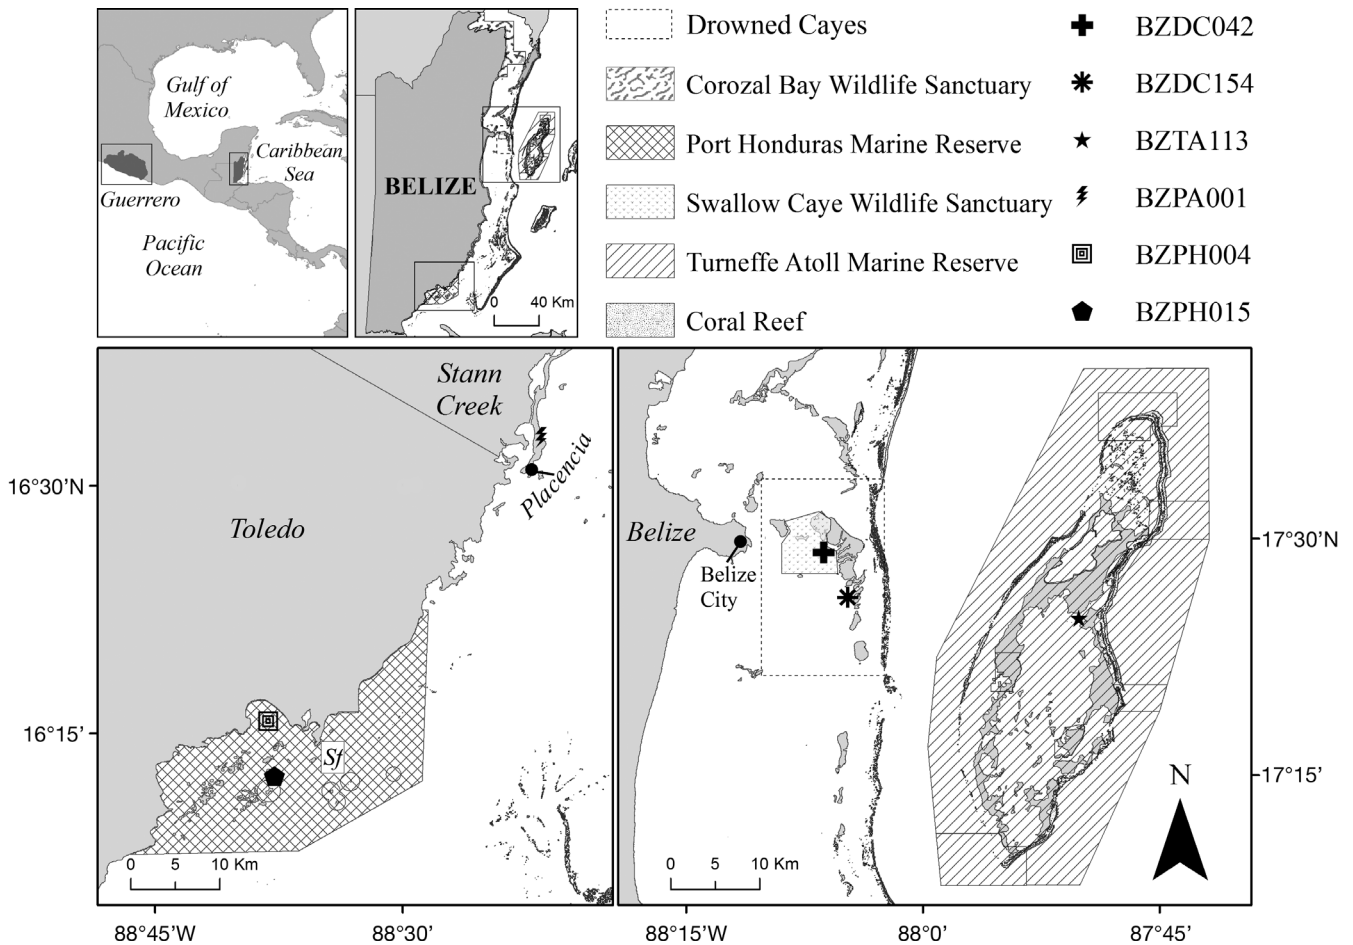 Gulf of
Mexico
Caribbean
Sea
Guerrero
Pacific
Ocean
BELIZE
0 40 Km
Drowned Cayes
Corozal Bay Wildlife Sanctuary
Port Honduras Marine Reserve
Swallow Caye Wildlife Sanctuary
Turneffe Atoll Marine Reserve
Coral Reef
BZDC042
BZDC154
BZTA113
BZPA001
BZPH004
BZPH015
Stann
Creek
Placencia
Toledo
Sf
16°30'N
16°15'
0 5 10 Km
88°45'W
88°30'
Belize
Belize
City
0 5 10 Km
N
17°30'N
17°15'
88°15'W
88°0'
87°45'W